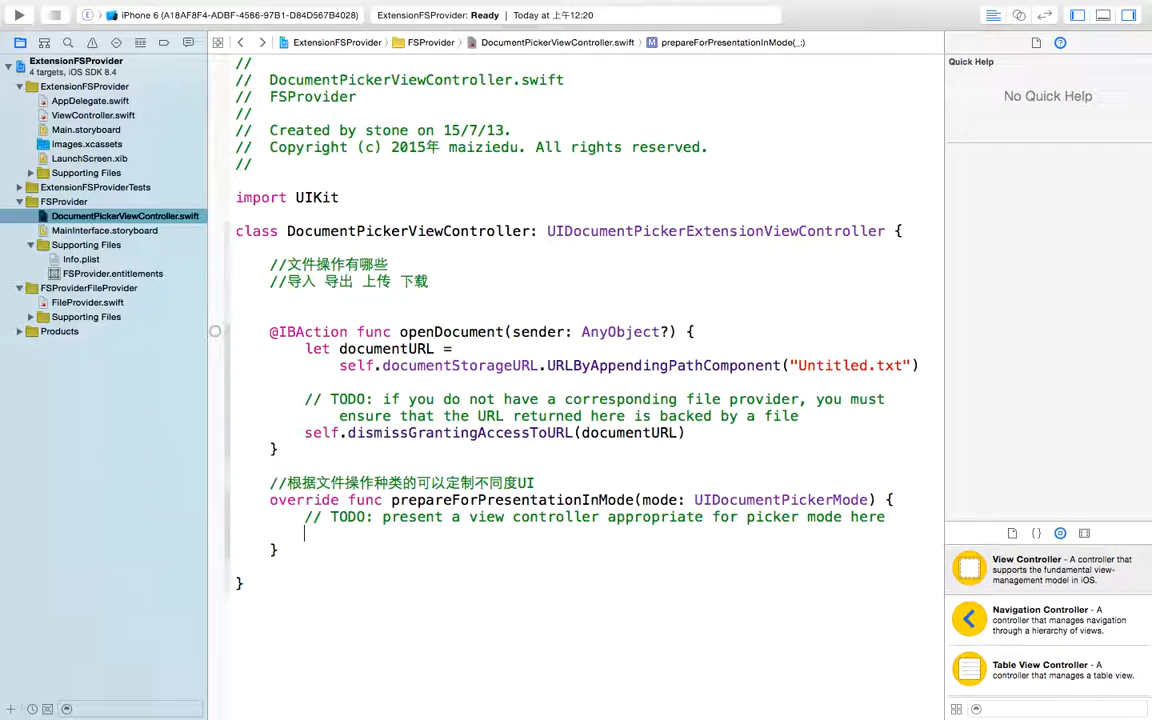 iPhone 6 (A18AF8F4-ADBF-4586-97B1-D84D567B4028)
ExtensionFSProvider: Ready | Today at 上午12:20
ExtensionFSProvider
FSProvider
DocumentPickerViewController.swift
prepareForPresentationInMode(_:)
ExtensionFSProvider
4 targets, iOS SDK 8.4
ExtensionFSProvider
AppDelegate.swift
ViewController.swift
Main.storyboard
Images.xcassets
LaunchScreen.xib
Supporting Files
ExtensionFSProviderTests
FSProvider
DocumentPickerViewController.swift
MainInterface.storyboard
Supporting Files
Info.plist
FSProvider.entitlements
FSProviderFileProvider
FileProvider.swift
Supporting Files
Products
//
//  DocumentPickerViewController.swift
//  FSProvider
//
//  Created by stone on 15/7/13.
//  Copyright (c) 2015年 maiziedu. All rights reserved.
//
import UIKit
class DocumentPickerViewController: UIDocumentPickerExtensionViewController {
//文件操作有哪些
//导入 导出 上传 下载
@IBAction func openDocument(sender: AnyObject?) {
let documentURL =
self.documentStorageURL.URLByAppendingPathComponent("Untitled.txt")
// TODO: if you do not have a corresponding file provider, you must
ensure that the URL returned here is backed by a file
self.dismissGrantingAccessToURL(documentURL)
}
//根据文件操作种类的可以定制不同度UI
override func prepareForPresentationInMode(mode: UIDocumentPickerMode) {
// TODO: present a view controller appropriate for picker mode here
}
}
Quick Help
No Quick Help
View Controller - A controller that
supports the fundamental view-
management model in iOS.
Navigation Controller - A
controller that manages navigation
through a hierarchy of views.
Table View Controller - A
controller that manages a table view.